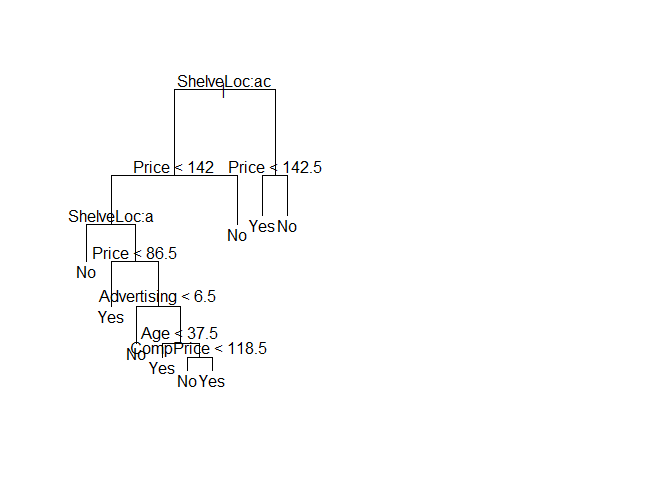 ShelveLoc:ac
Price < 142
Price < 142.5
ShelveLoc:a
No
Yes
No
Price < 86.5
No
Advertising < 6.5
Yes
Age < 37.5
CompPrice < 118.5
No
Yes
No
Yes